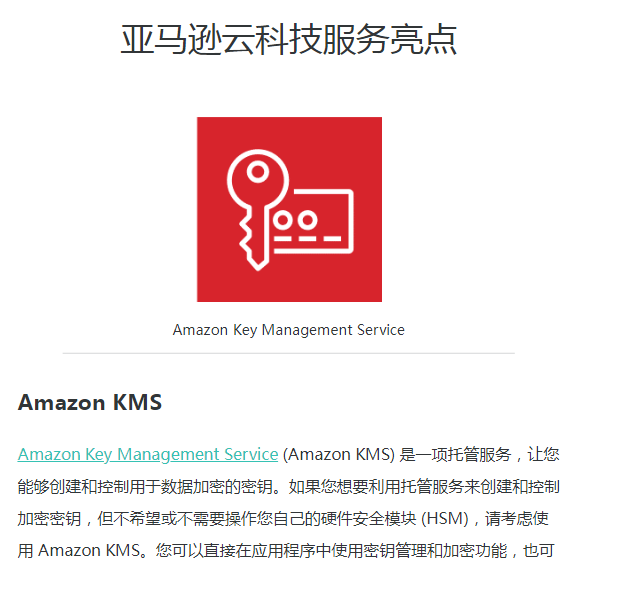 亚马逊云科技服务亮点
Amazon Key Management Service
Amazon KMS
Amazon Key Management Service (Amazon KMS) 是一项托管服务，让您
能够创建和控制用于数据加密的密钥。如果您想要利用托管服务来创建和控制
加密密钥，但不希望或不需要操作您自己的硬件安全模块 (HSM)，请考虑使
用 Amazon KMS。您可以直接在应用程序中使用密钥管理和加密功能，也可